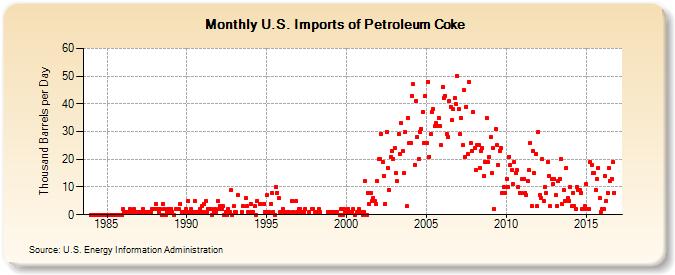 Monthly U.S. Imports of Petroleum Coke
Thousand Barrels per Day
60
50
40
30
20
10
0
1985 1990 1995 2000 2005 2010 2015
Source: U.S. Energy Information Administration